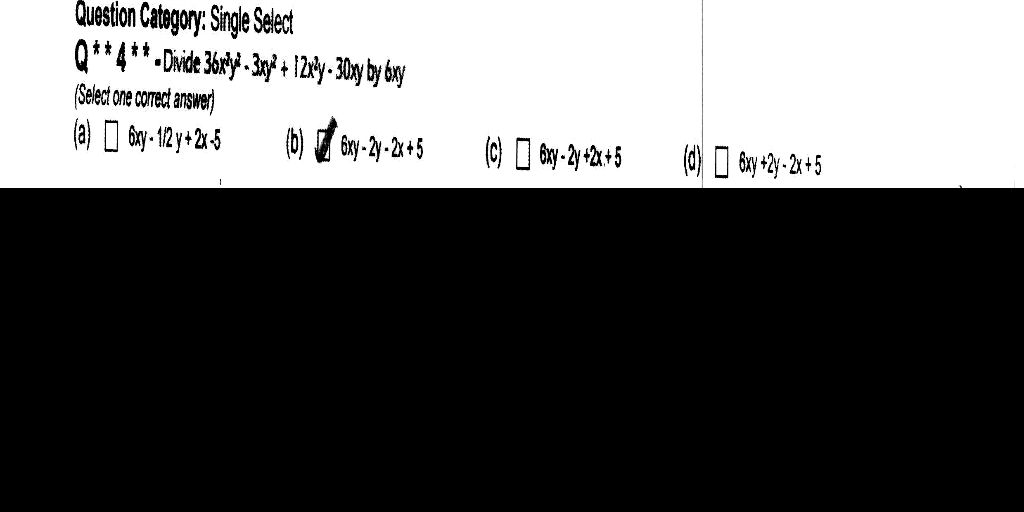 Question Category: Single Select
Q * * 4 * * - Divide 36x²y² - 3xy² + 12x²y - 30xy by 6xy
(Select one correct answer)
(a) ☐ 6xy - 1/2 y + 2x -5 (b) ☑ 6xy - 2y - 2x + 5 (c) ☐ 6xy - 2y +2x + 5 (d) ☐ 6xy +2y - 2x + 5